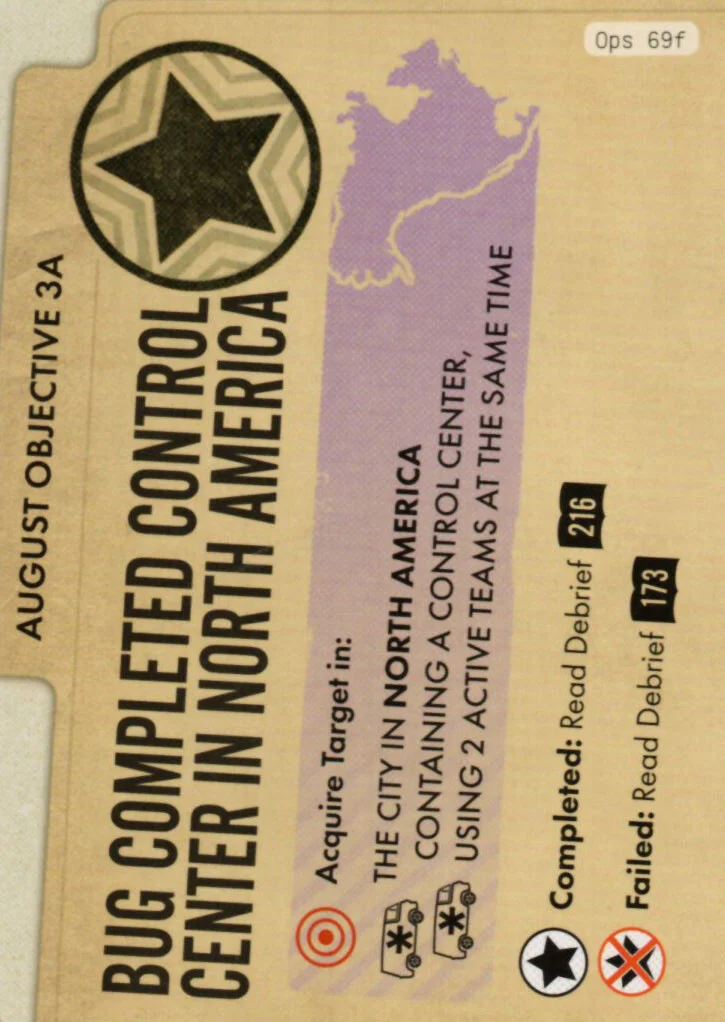 Ops 69f
AUGUST OBJECTIVE 3A
BUG COMPLETED CONTROL
CENTER IN NORTH AMERICA
Acquire Target in:
THE CITY IN NORTH AMERICA
CONTAINING A CONTROL CENTER,
USING 2 ACTIVE TEAMS AT THE SAME TIME
Completed: Read Debrief 216
Failed: Read Debrief 173